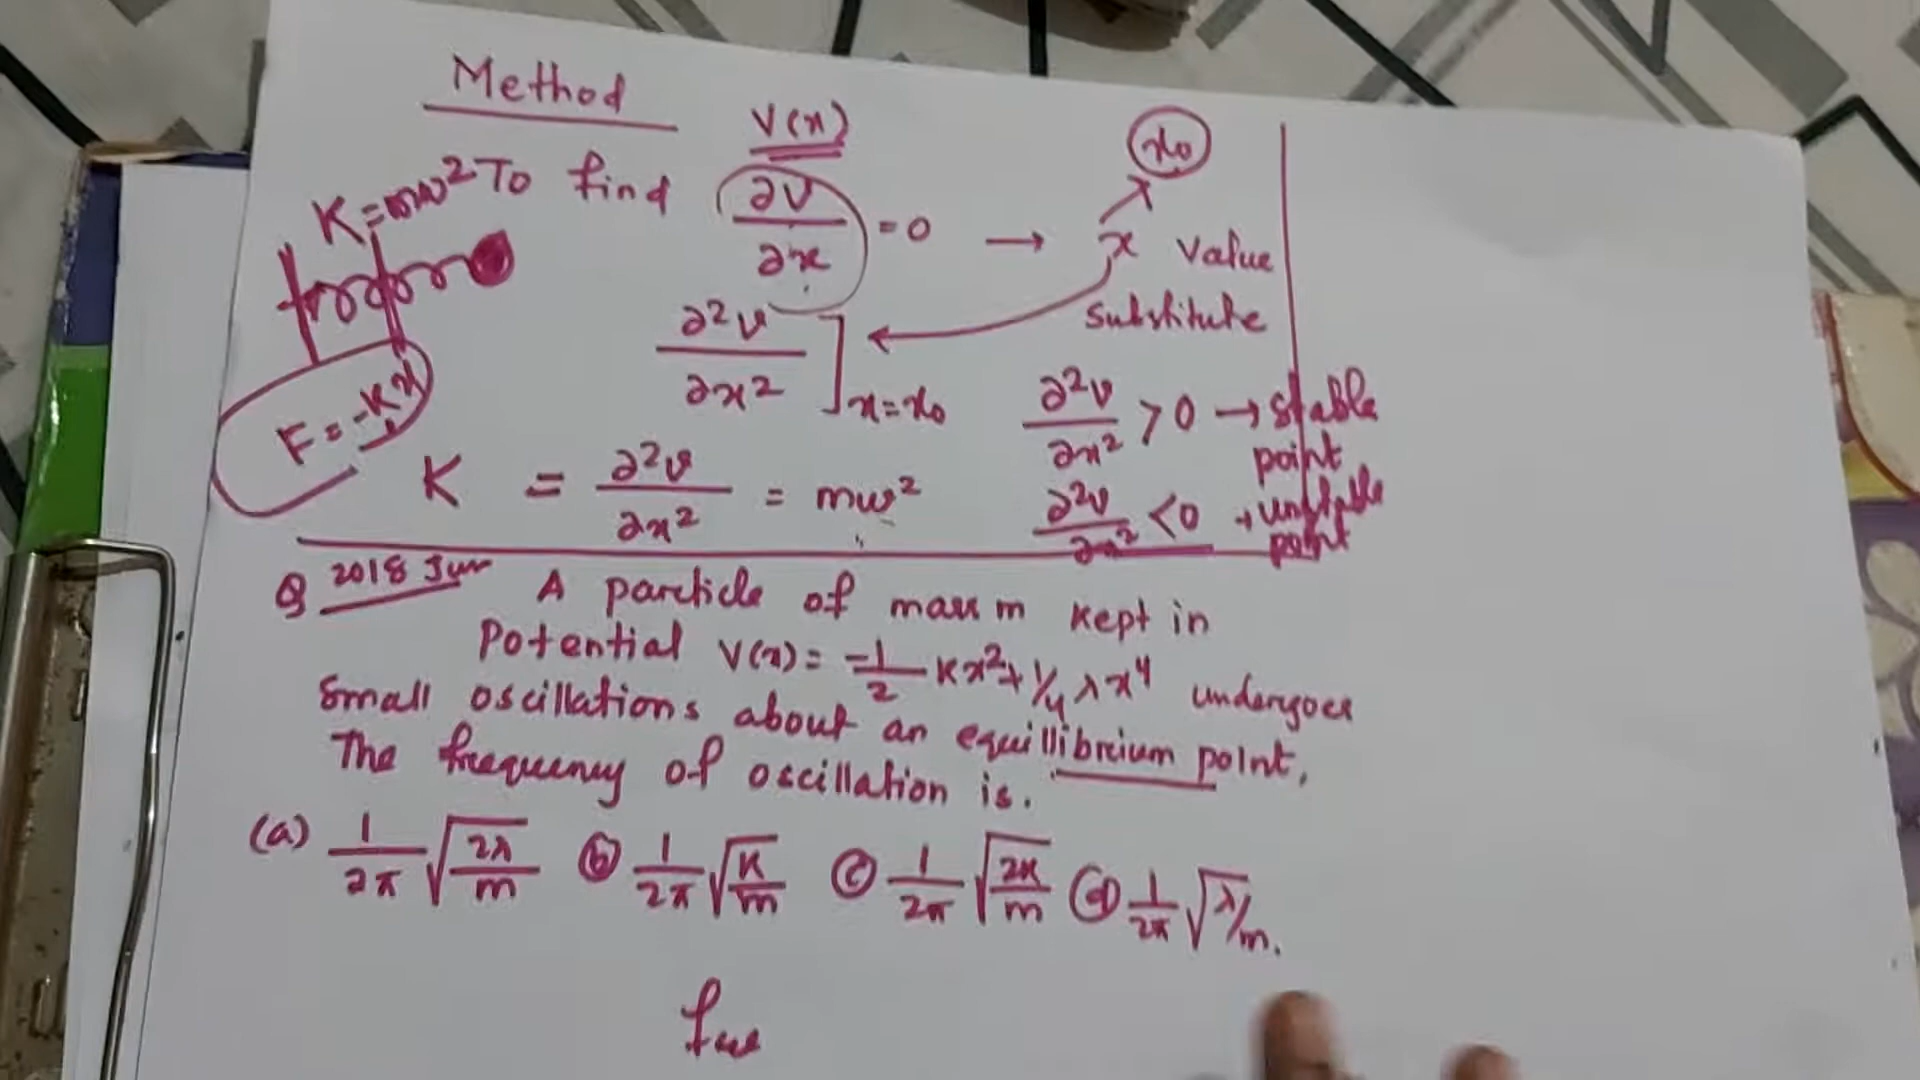 Method
V(x)
x₀
K=mω² To find ∂V/∂x = 0 → x value
substitute
F = -Kx
∂²V/∂x² ]x=x₀
∂²V/∂x² > 0 → stable point
K = ∂²V/∂x² = mω²
∂²V/∂x² < 0 → unstable point
Q 2018 Jun A particle of mass m kept in
Potential V(x) = -1/2 Kx² + 1/4 λx⁴ undergoes
small oscillations about an equillibrium point,
The frequency of oscillation is.
(a) 1/2π √(2λ/m) (b) 1/2π √(K/m) (c) 1/2π √(2K/m) (d) 1/2π √(λ/m).